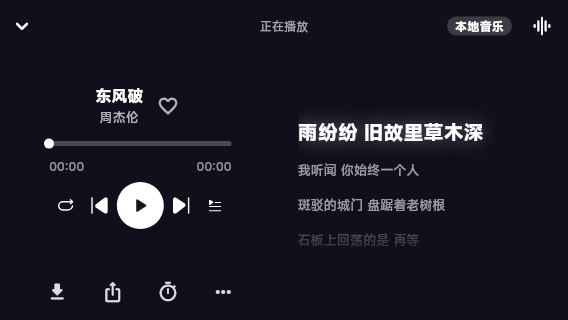 正在播放
本地音乐
东风破
周杰伦
00:00 00:00
雨纷纷 旧故里草木深
我听闻 你始终一个人
斑驳的城门 盘踞着老树根
石板上回荡的是 再等